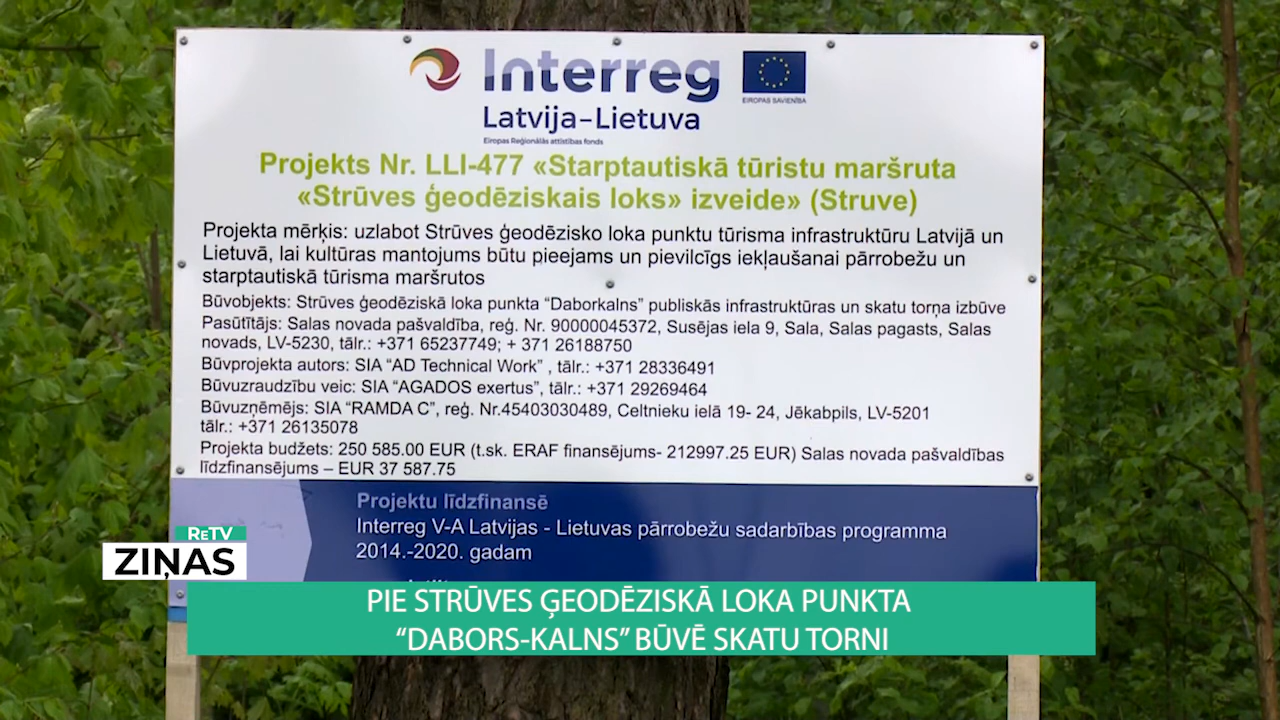 Interreg
Latvija-Lietuva
Eiropas Reģionālās attīstības fonds
EIROPAS SAVIENĪBA
Projekts Nr. LLI-477 «Starptautiskā tūristu maršruta
«Strūves ģeodēziskais loks» izveide» (Struve)
Projekta mērķis: uzlabot Strūves ģeodēzisko loka punktu tūrisma infrastruktūru Latvijā un
Lietuvā, lai kultūras mantojums būtu pieejams un pievilcīgs iekļaušanai pārrobežu un
starptautiskā tūrisma maršrutos
Būvobjekts: Strūves ģeodēziskā loka punkta “Daborkalns” publiskās infrastruktūras un skatu torņa izbūve
Pasūtītājs: Salas novada pašvaldība, reģ. Nr. 90000045372, Susējas iela 9, Sala, Salas pagasts, Salas
novads, LV-5230, tālr.: +371 65237749; + 371 26188750
Būvprojekta autors: SIA “AD Technical Work” , tālr.: +371 28336491
Būvuzraudzību veic: SIA “AGADOS exertus”, tālr.: +371 29269464
Būvuzņēmējs: SIA “RAMDA C”, reģ. Nr.45403030489, Celtnieku ielā 19- 24, Jēkabpils, LV-5201
tālr.: +371 26135078
Projekta budžets: 250 585.00 EUR (t.sk. ERAF finansējums- 212997.25 EUR) Salas novada pašvaldības
līdzfinansējums – EUR 37 587.75
Projektu līdzfinansē
Interreg V-A Latvijas - Lietuvas pārrobežu sadarbības programma
2014.-2020. gadam
RETV
ZIŅAS
PIE STRŪVES ĢEODĒZISKĀ LOKA PUNKTA
“DABORS-KALNS” BŪVĒ SKATU TORNI